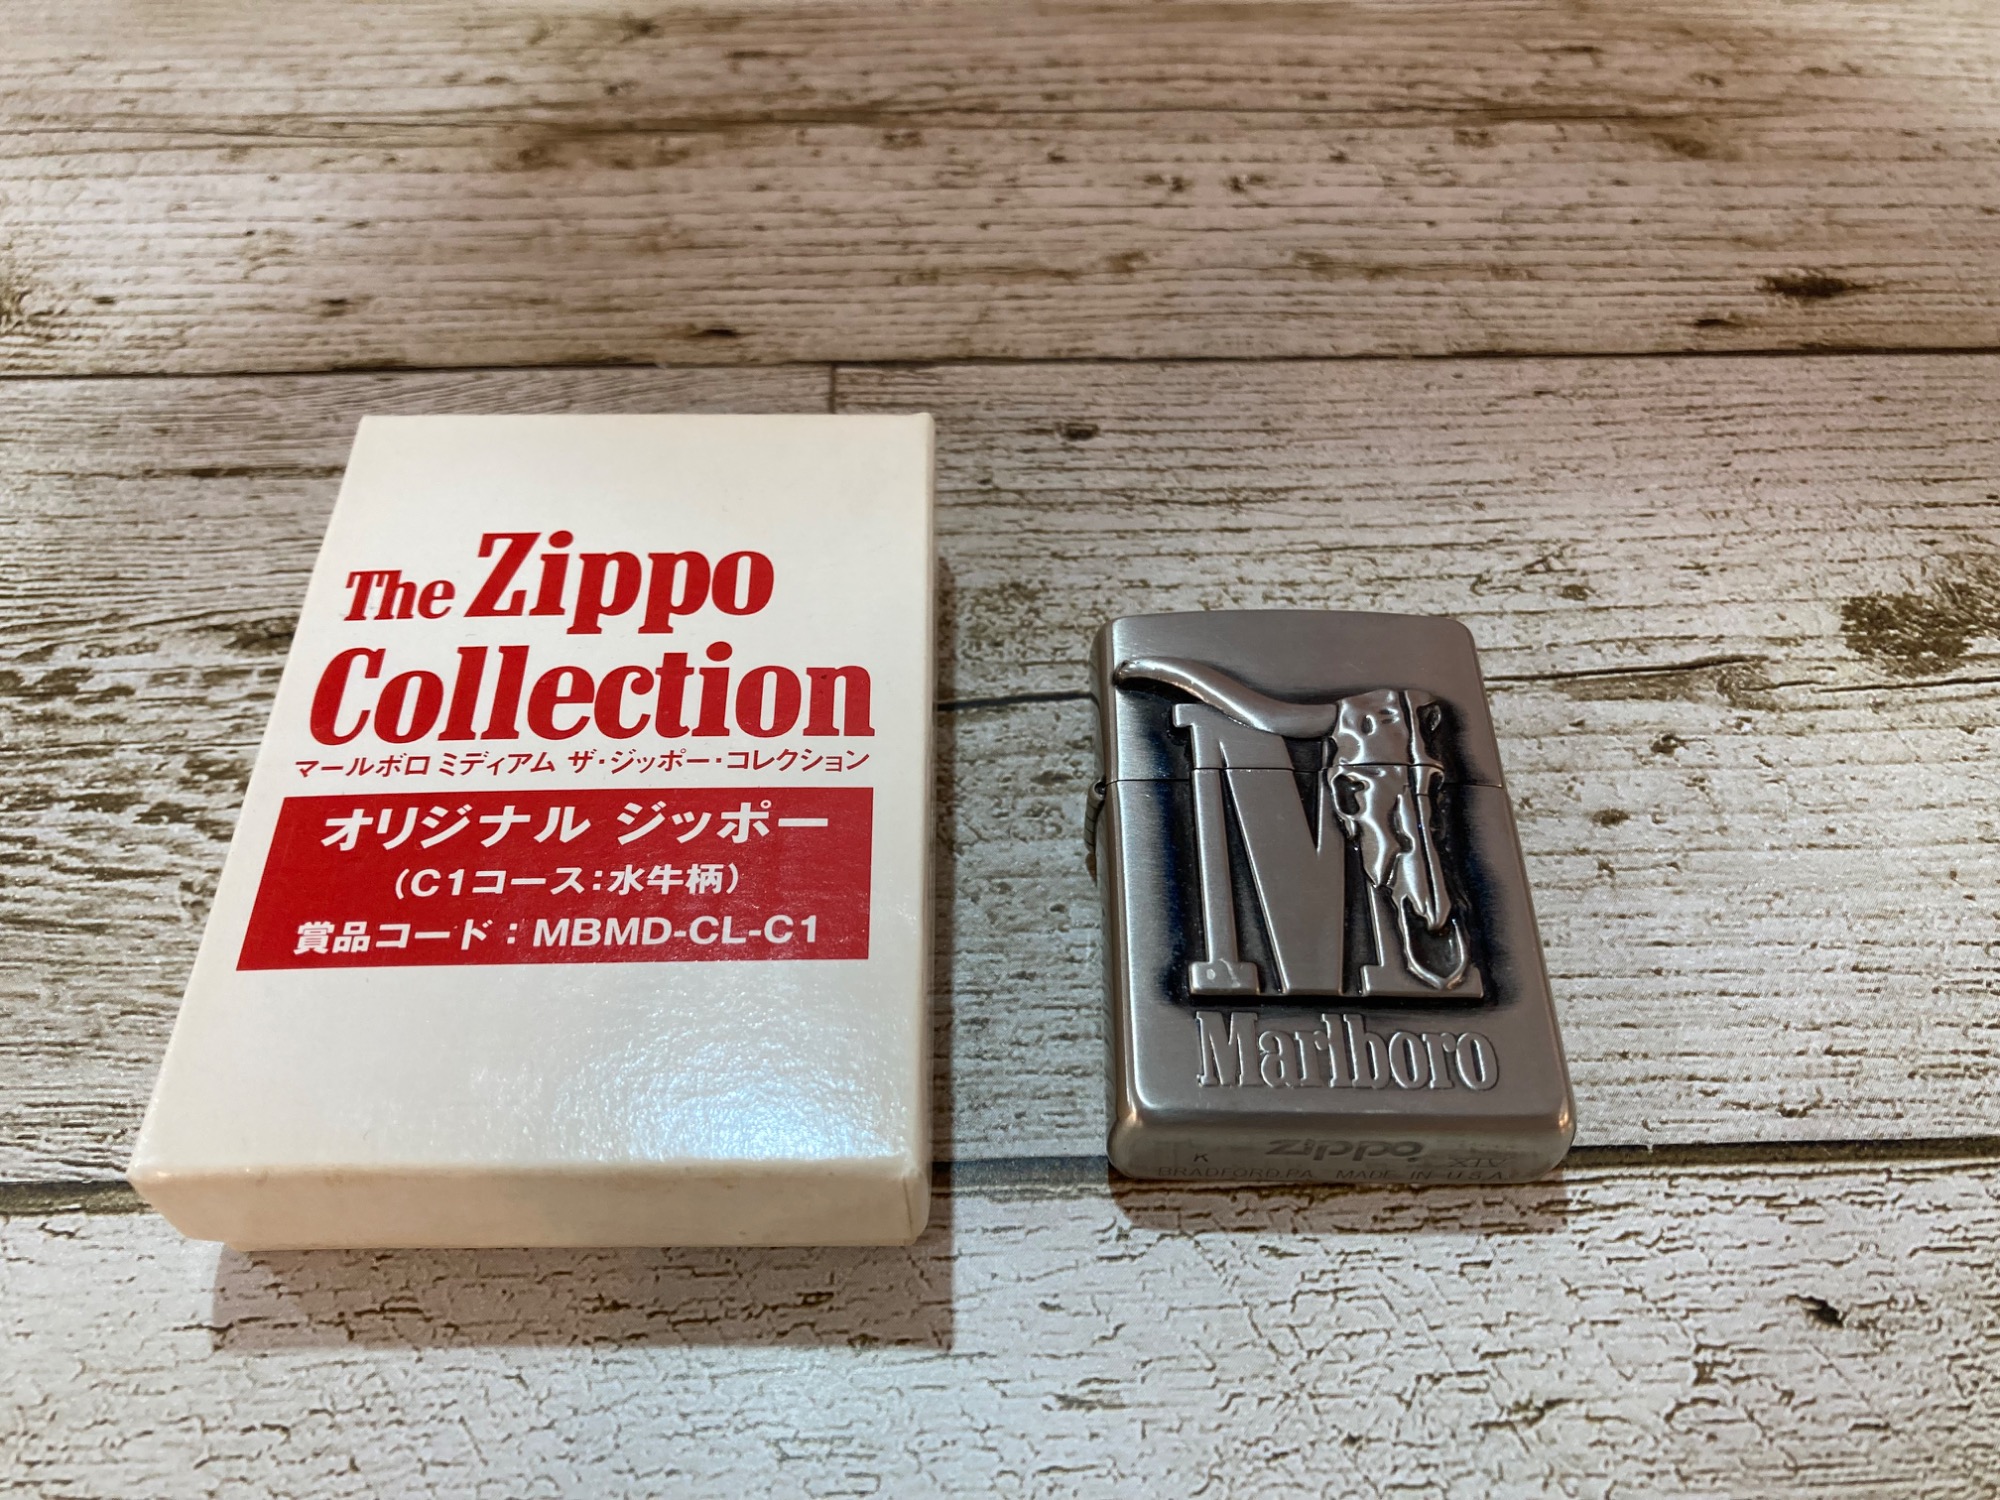 The Zippo
Collection
マールボロ ミディアム ザ・ジッポー・コレクション
オリジナル ジッポー
(C1コース:水牛柄)
賞品コード:MBMD-CL-C1
M
Marlboro
K Zippo XIV
BRADFORD,PA. MADE IN U.S.A.